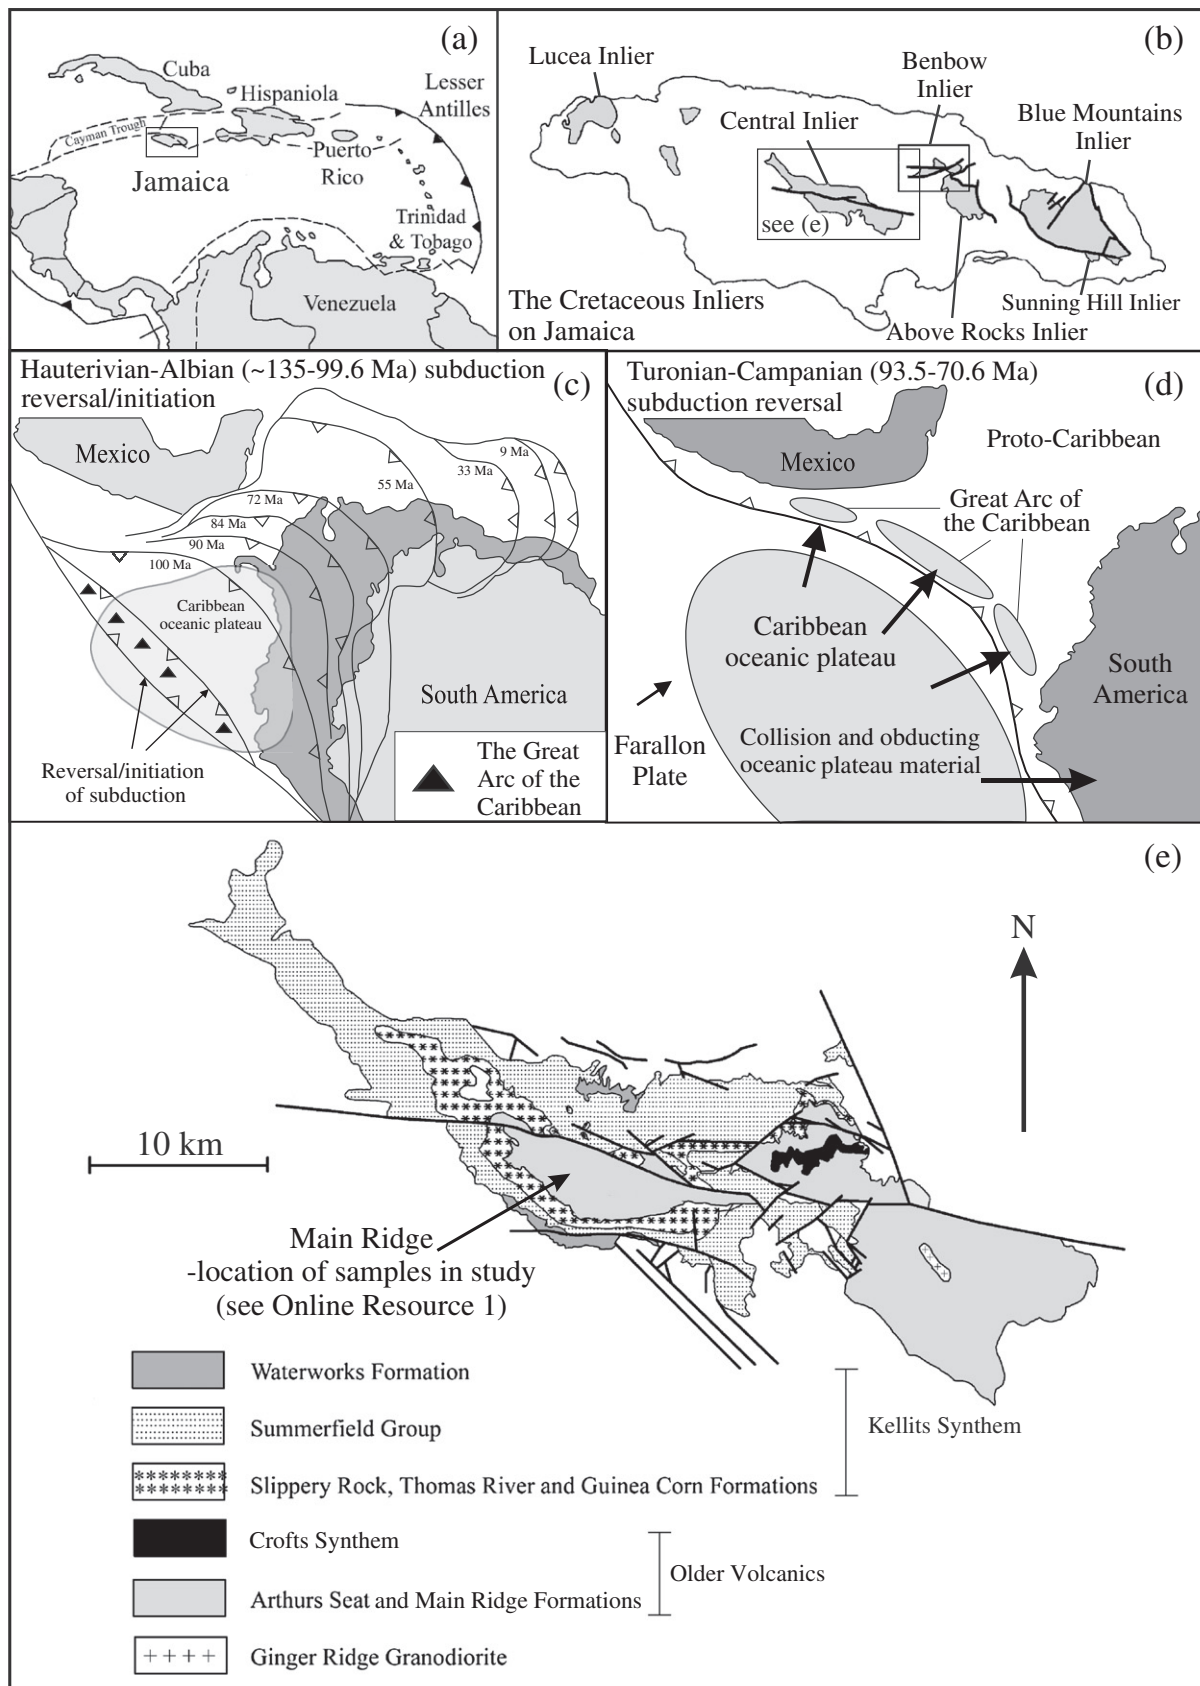 (a)
Cuba
Hispaniola
Lesser
Antilles
Cayman Trough
Puerto
Rico
Jamaica
Trinidad
& Tobago
Venezuela
(b)
Lucea Inlier
Benbow
Inlier
Central Inlier
Blue Mountains
Inlier
see (e)
The Cretaceous Inliers
on Jamaica
Sunning Hill Inlier
Above Rocks Inlier
Hauterivian-Albian (~135-99.6 Ma) subduction
reversal/initiation
(c)
Mexico
9 Ma
33 Ma
55 Ma
72 Ma
84 Ma
90 Ma
100 Ma
Caribbean
oceanic plateau
South America
Reversal/initiation
of subduction
The Great
Arc of the
Caribbean
Turonian-Campanian (93.5-70.6 Ma)
subduction reversal
(d)
Proto-Caribbean
Mexico
Great Arc of
the Caribbean
Caribbean
oceanic plateau
South
America
Farallon
Plate
Collision and obducting
oceanic plateau material
(e)
N
10 km
Main Ridge
-location of samples in study
(see Online Resource 1)
Waterworks Formation
Summerfield Group
Kellits Synthem
Slippery Rock, Thomas River and Guinea Corn Formations
Crofts Synthem
Older Volcanics
Arthurs Seat and Main Ridge Formations
Ginger Ridge Granodiorite